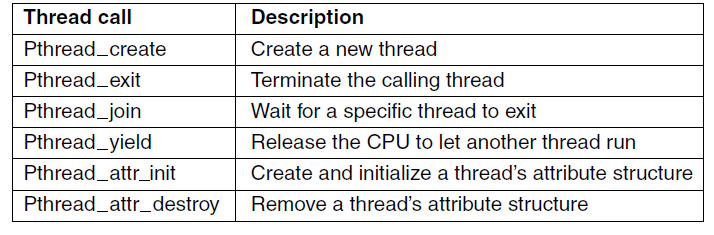 Thread call Description
Pthread_create Create a new thread
Pthread_exit Terminate the calling thread
Pthread_join Wait for a specific thread to exit
Pthread_yield Release the CPU to let another thread run
Pthread_attr_init Create and initialize a thread's attribute structure
Pthread_attr_destroy Remove a thread's attribute structure